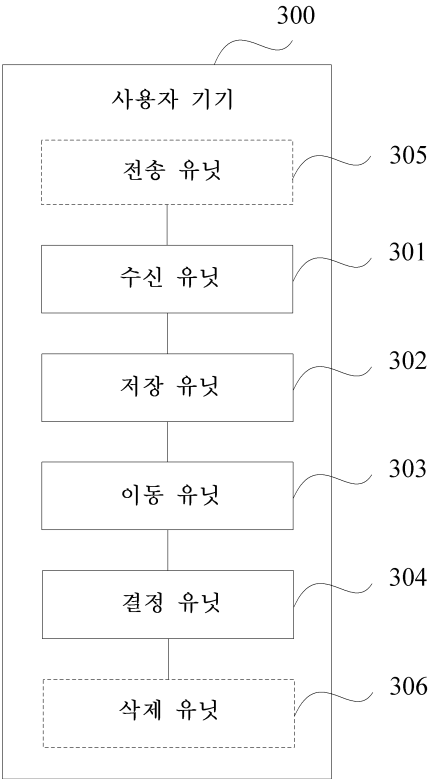 300
사용자 기기
전송 유닛
305
수신 유닛
301
저장 유닛
302
이동 유닛
303
결정 유닛
304
삭제 유닛
306